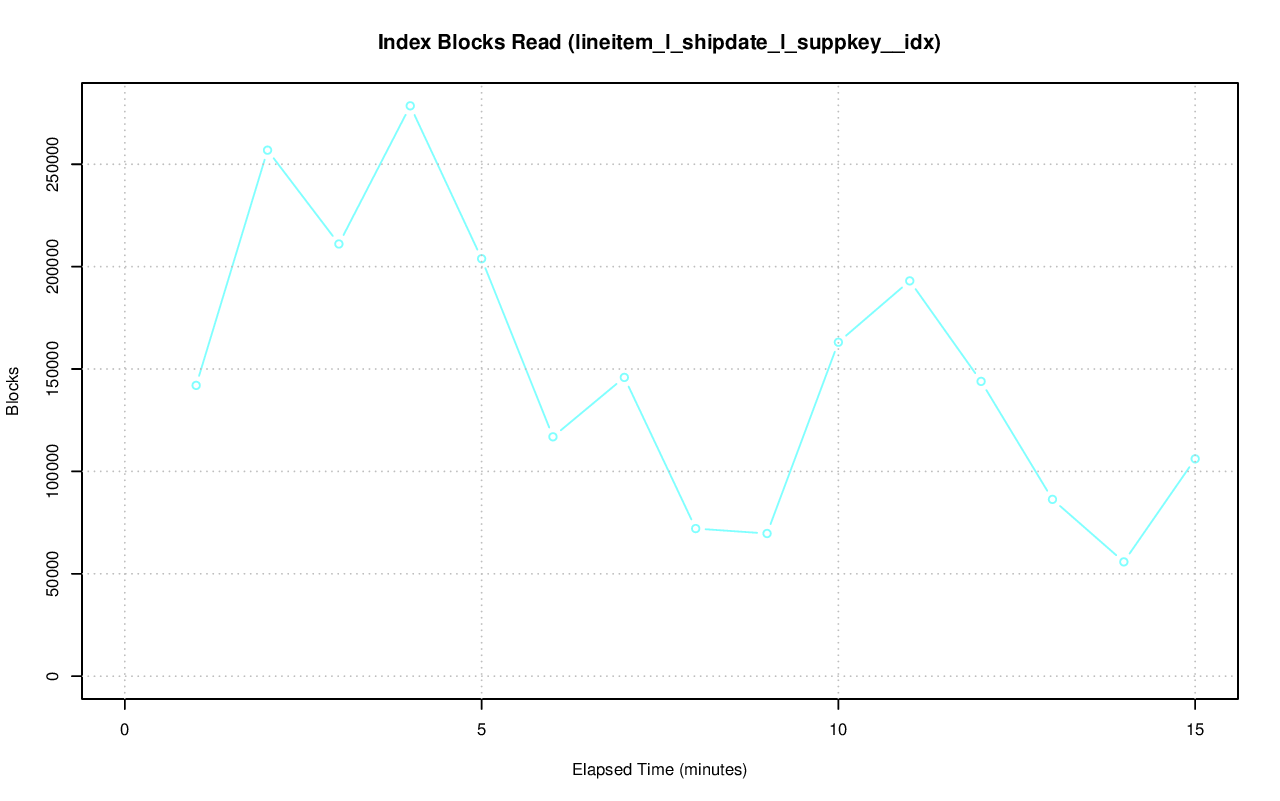 Index Blocks Read (lineitem_l_shipdate_l_suppkey__idx)
Blocks
250000
200000
150000
100000
50000
0
0 5 10 15
Elapsed Time (minutes)